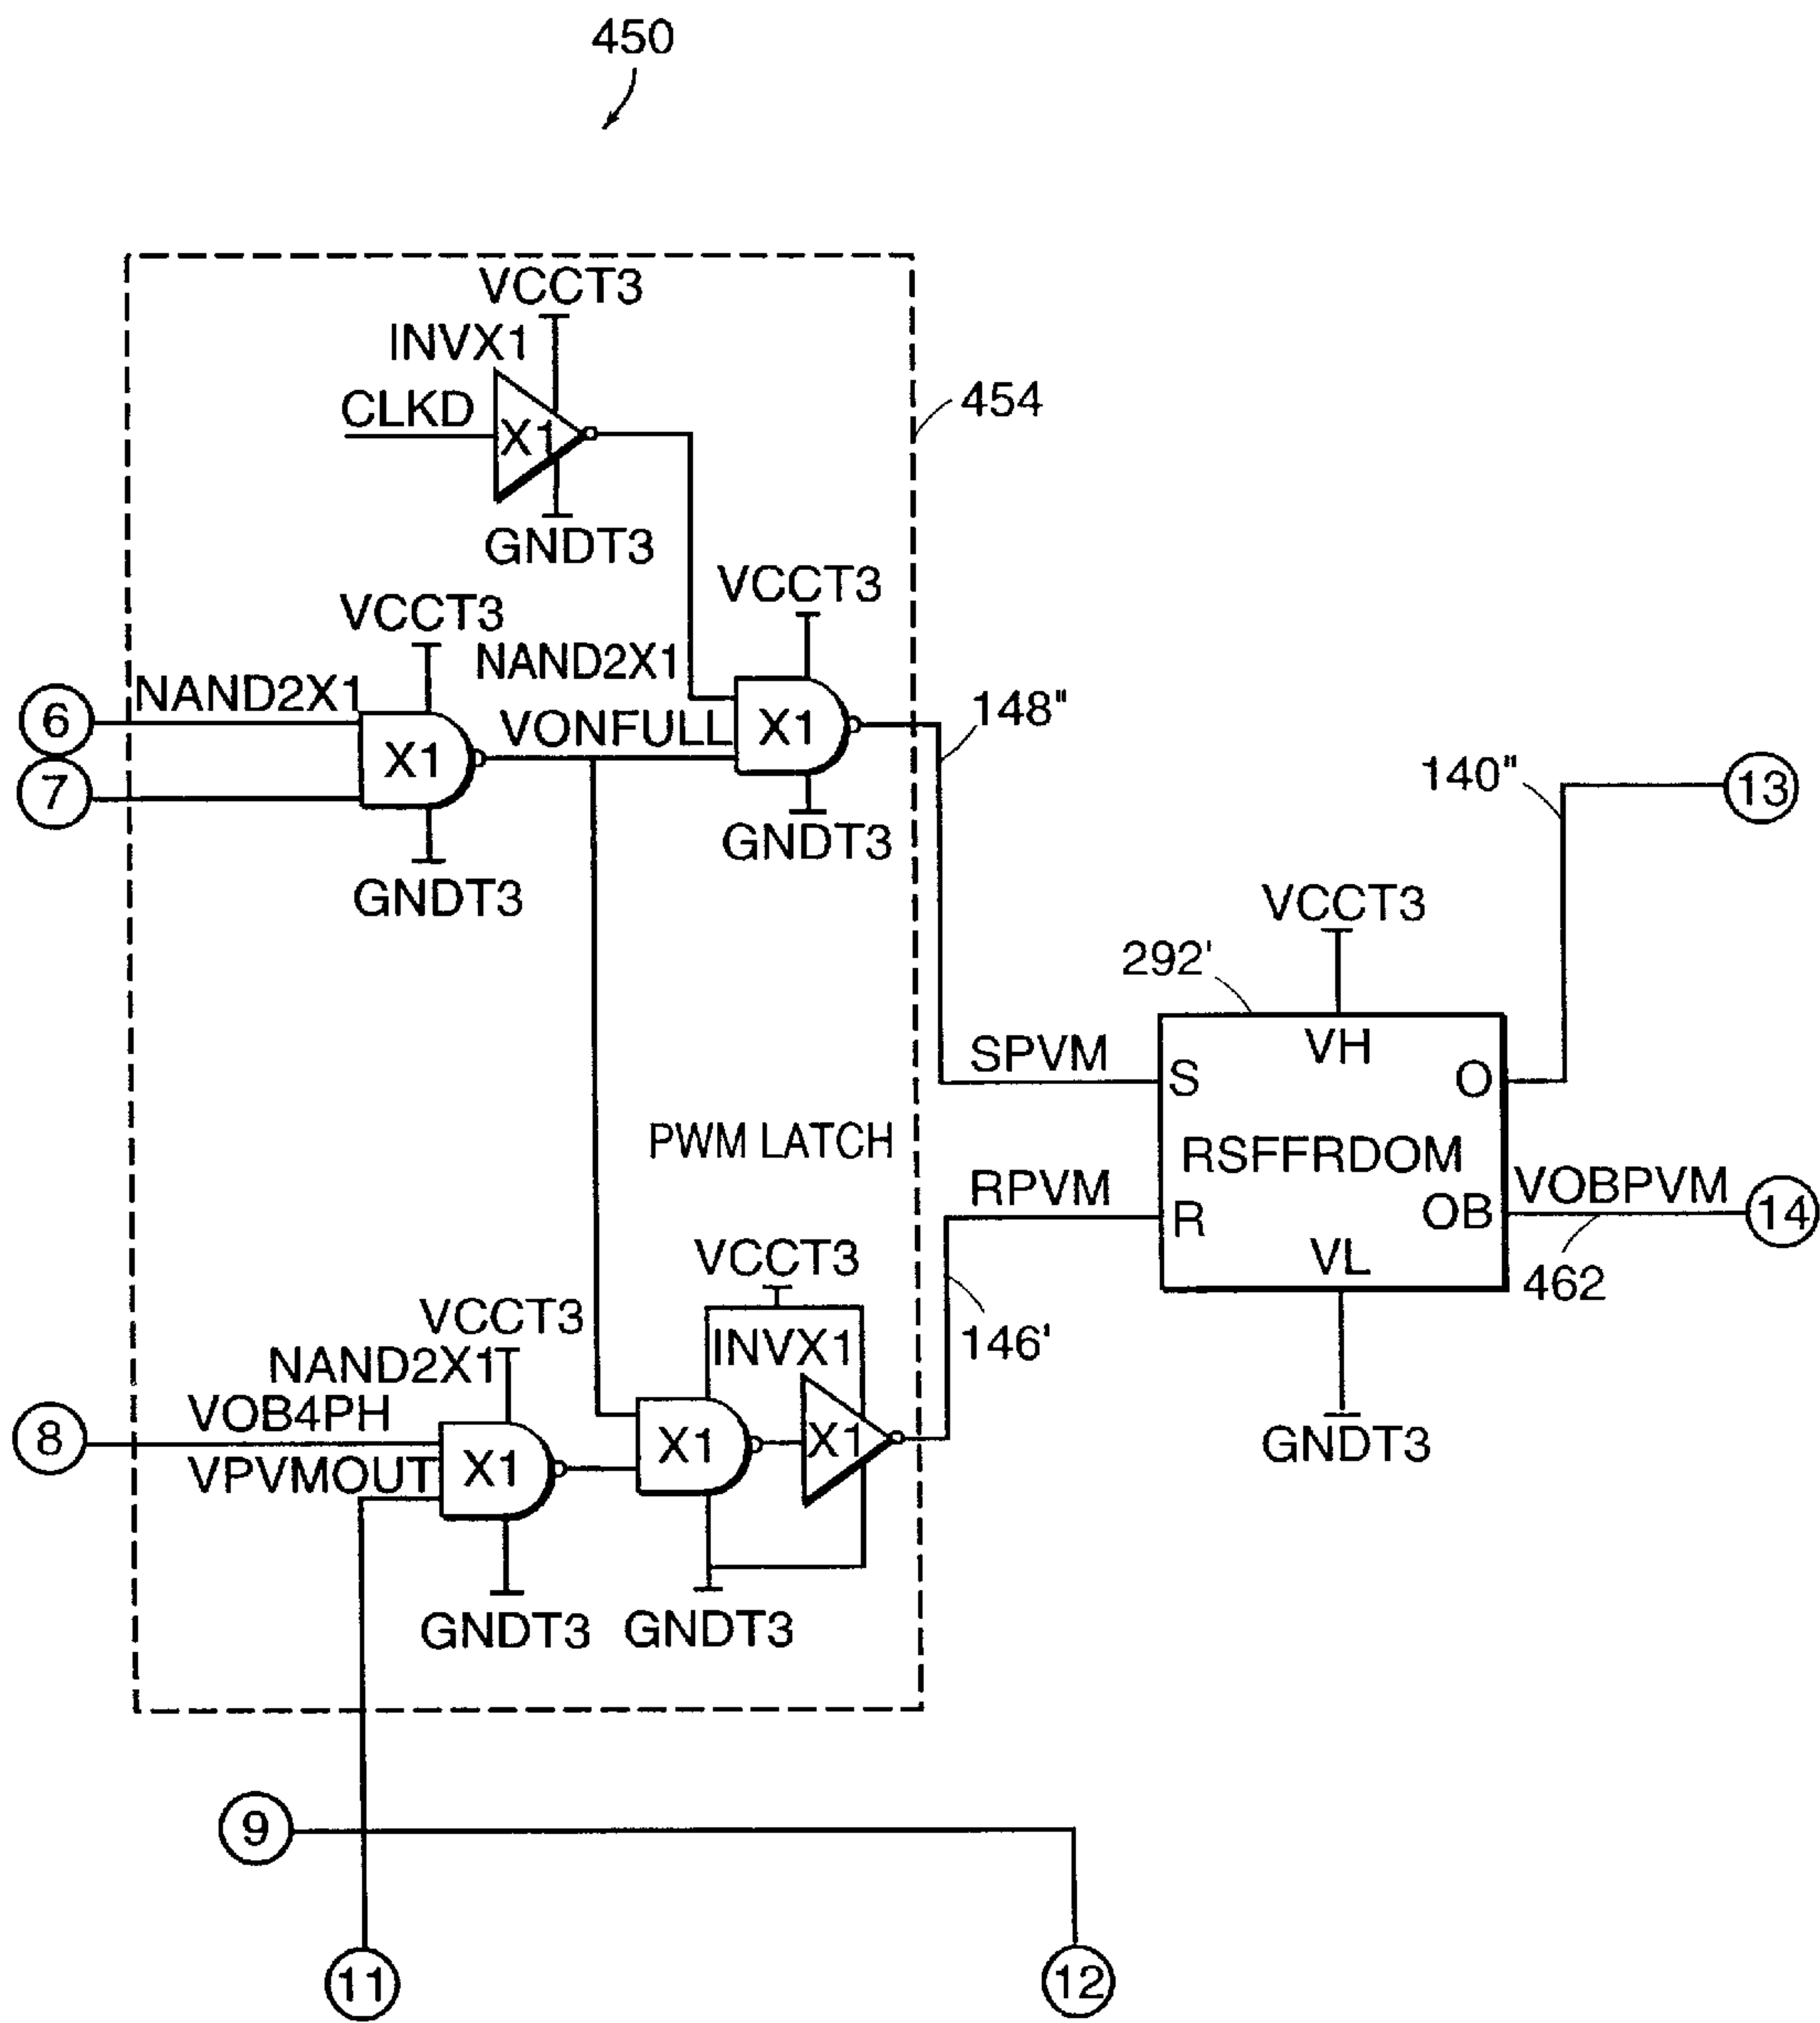 450
VCCT3
INVX1
CLKD
X1
454
GNDT3
VCCT3
VCCT3
NAND2X1
NAND2X1
6
X1
148"
VONFULL
X1
7
140"
13
GNDT3
GNDT3
VCCT3
292'
VH
SPVM
S
O
PWM LATCH
RSFFRDOM
RPVM
R
OB
VOBPVM
14
VL
462
VCCT3
VCCT3
INVX1
146'
NAND2X1
VOB4PH
8
X1
X1
X1
VPVMOUT
GNDT3
GNDT3
GNDT3
9
11
12